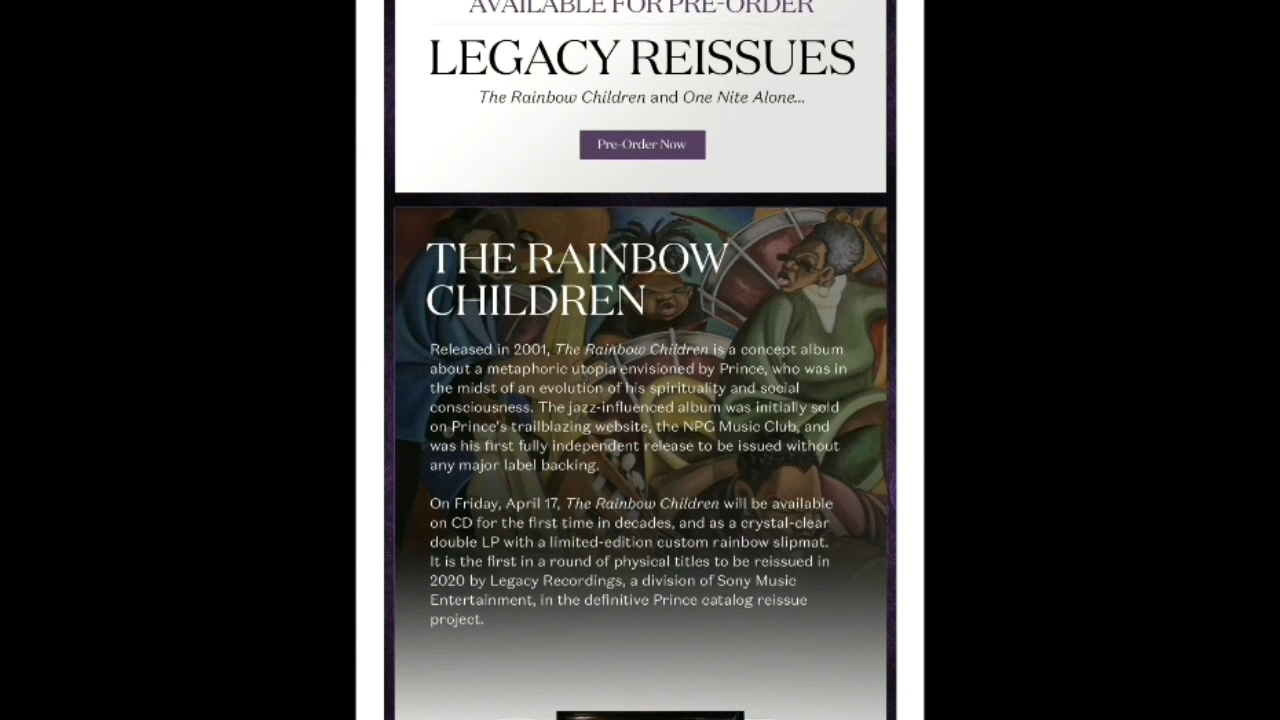 AVAILABLE FOR PRE-ORDER
LEGACY REISSUES
The Rainbow Children and One Nite Alone...
Pre-Order Now
THE RAINBOW
CHILDREN
Released in 2001, The Rainbow Children is a concept album
about a metaphoric utopia envisioned by Prince, who was in
the midst of an evolution of his spirituality and social
consciousness. The jazz-influenced album was initially sold
on Prince's trailblazing website, the NPG Music Club, and
was his first fully independent release to be issued without
any major label backing.
On Friday, April 17, The Rainbow Children will be available
on CD for the first time in decades, and as a crystal-clear
double LP with a limited-edition custom rainbow slipmat.
It is the first in a round of physical titles to be reissued in
2020 by Legacy Recordings, a division of Sony Music
Entertainment, in the definitive Prince catalog reissue
project.